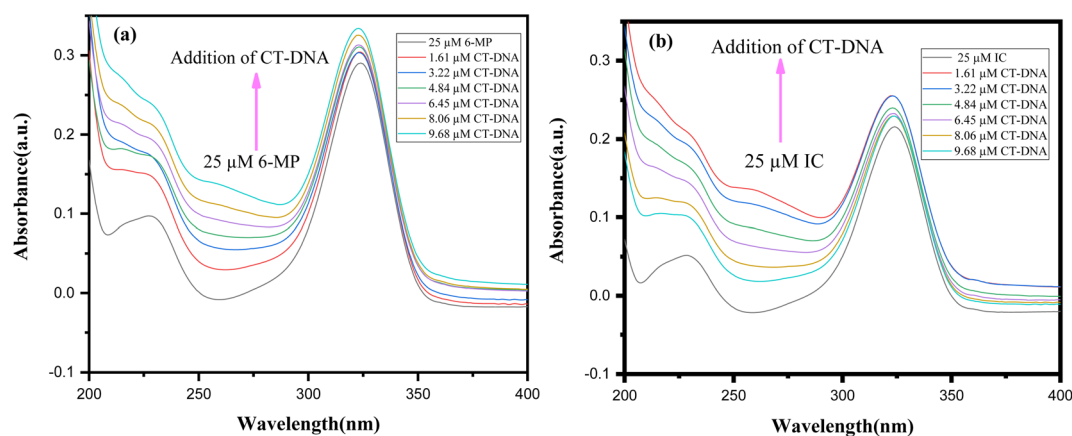 (a)
Addition of CT-DNA
25 µM 6-MP
25 µM 6-MP
1.61 µM CT-DNA
3.22 µM CT-DNA
4.84 µM CT-DNA
6.45 µM CT-DNA
8.06 µM CT-DNA
9.68 µM CT-DNA
0.3
0.2
0.1
0.0
-0.1
Absorbance(a.u.)
200
250
300
350
400
Wavelength(nm)
(b)
Addition of CT-DNA
25 µM IC
25 µM IC
1.61 µM CT-DNA
3.22 µM CT-DNA
4.84 µM CT-DNA
6.45 µM CT-DNA
8.06 µM CT-DNA
9.68 µM CT-DNA
0.3
0.2
0.1
0.0
-0.1
Absorbance(a.u.)
200
250
300
350
400
Wavelength(nm)